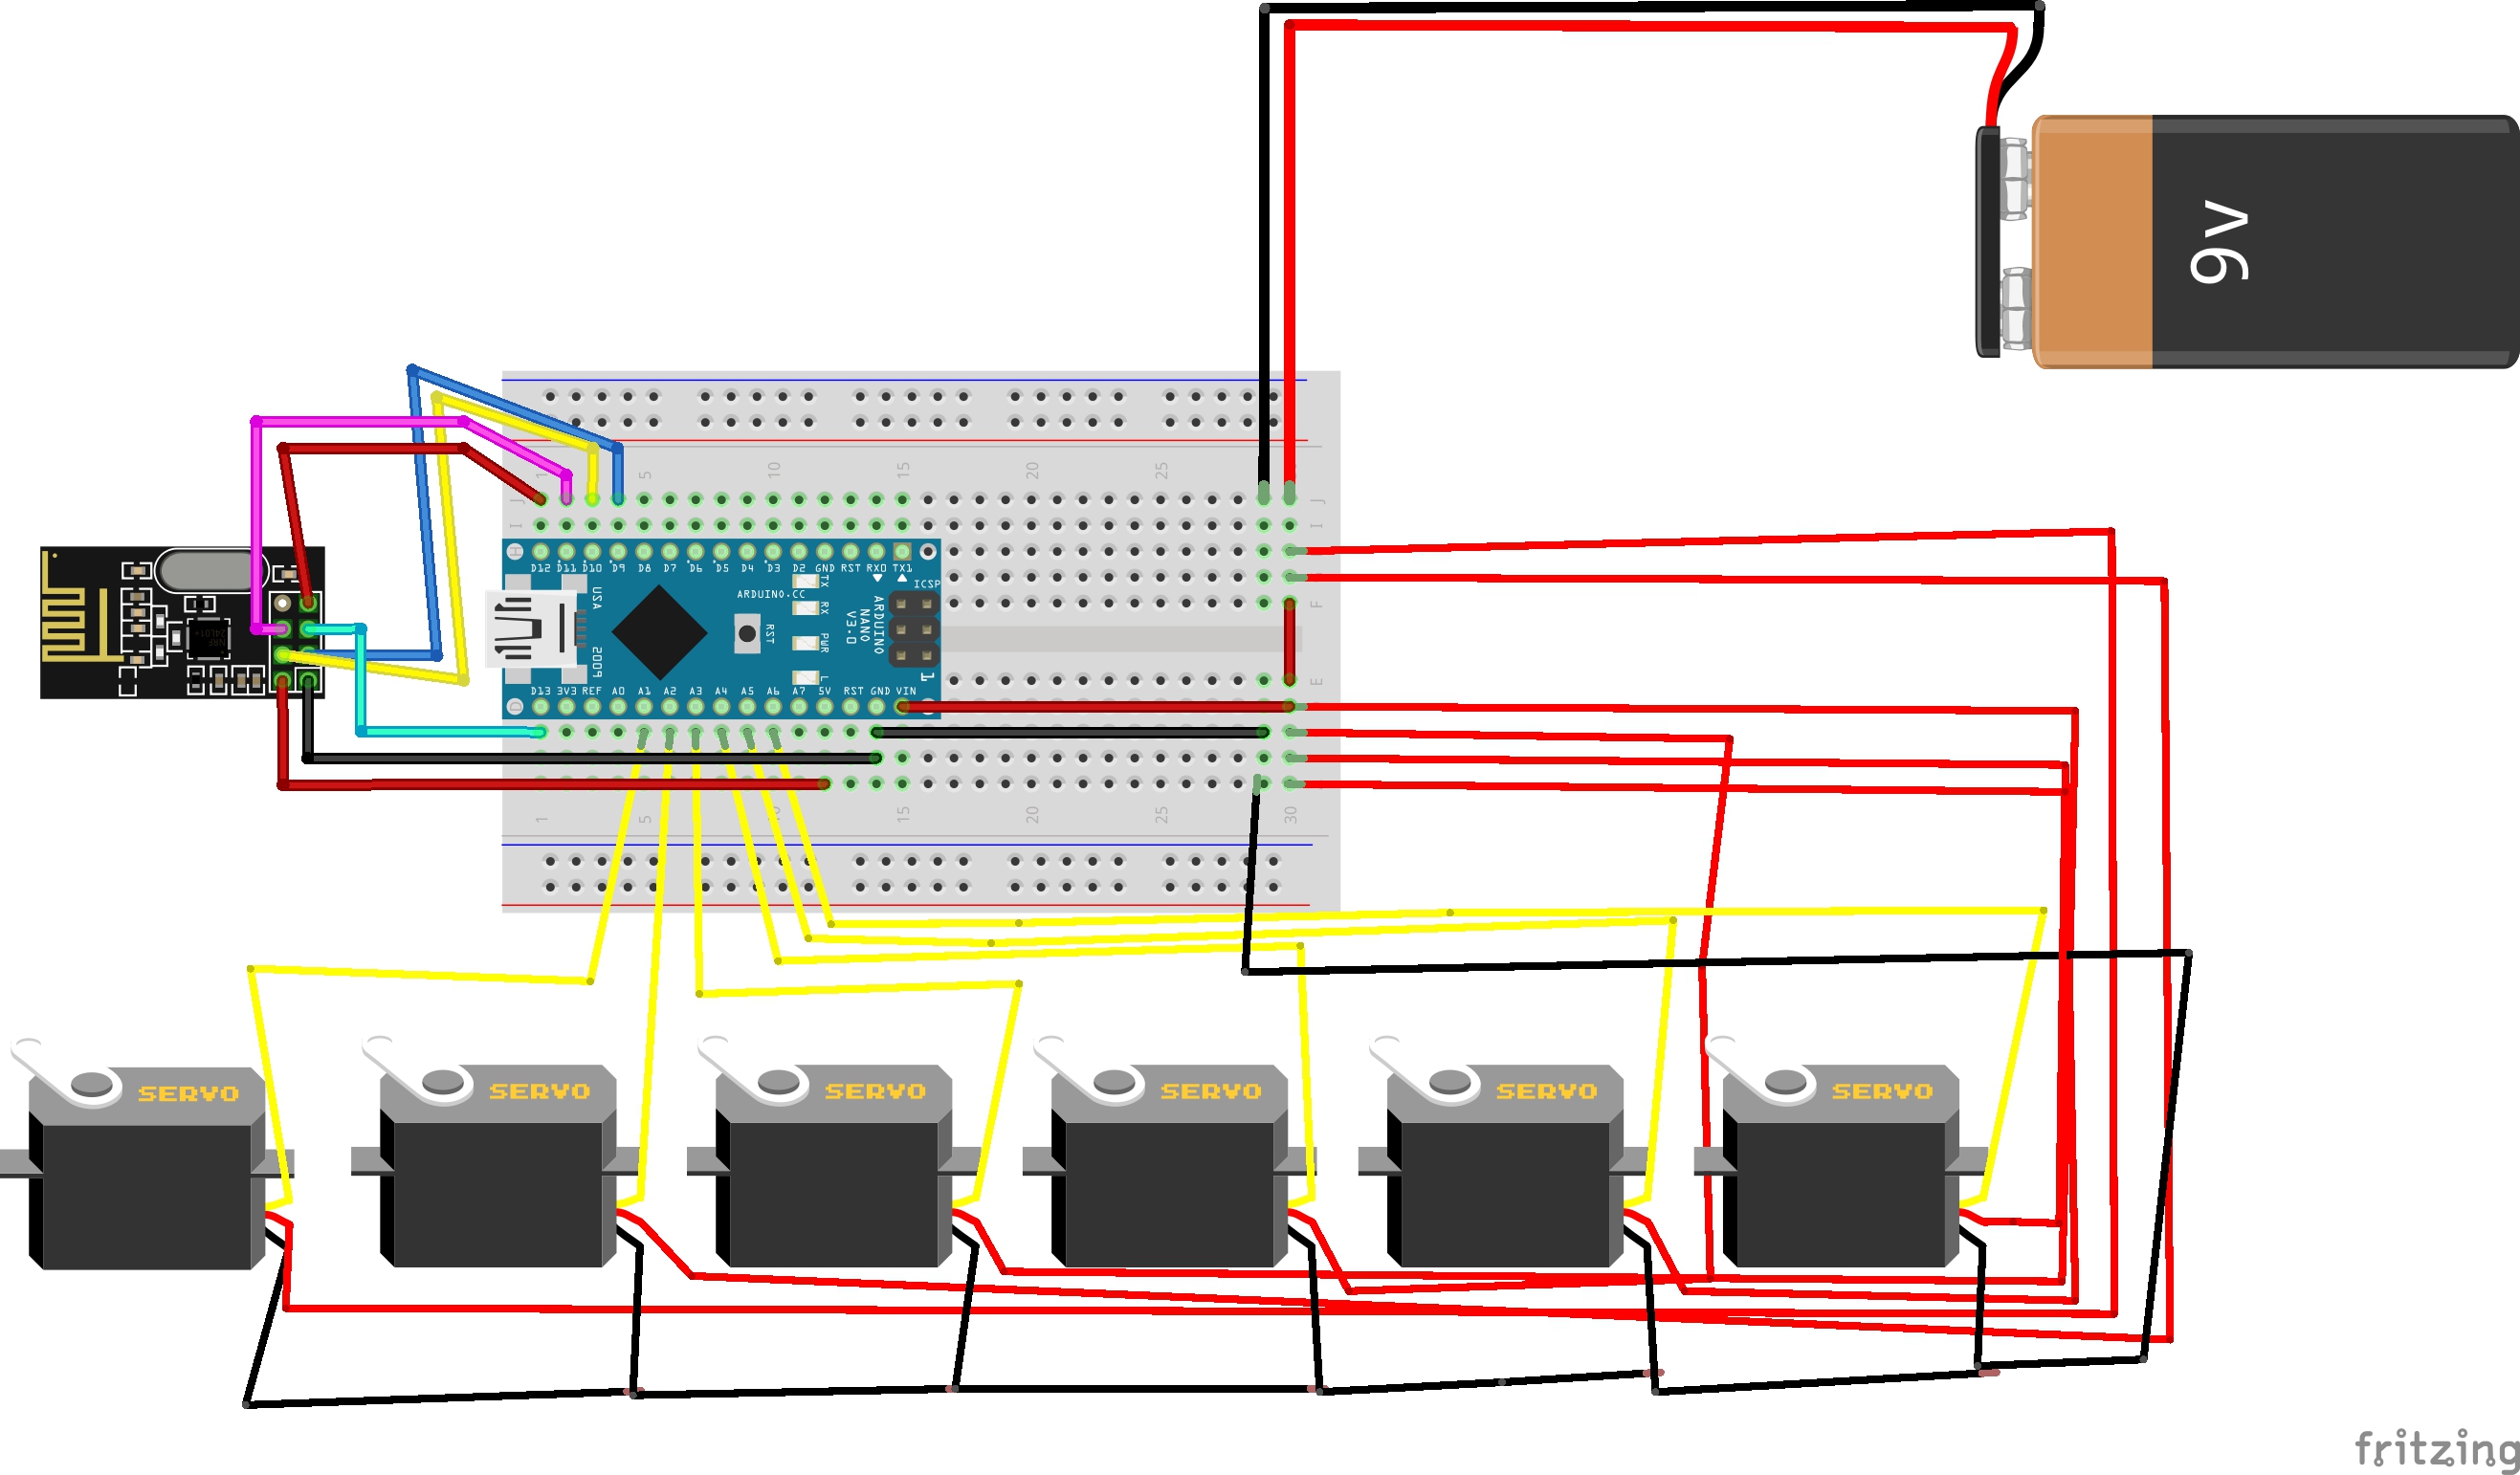 9V
1 5 10 15 20 25
J J
I I
H
D12 D11 D10 D9 D8 D7 D6 D5 D4 D3 D2 GND RST RX0 TX1
ICSP
TX
RX
PWR
L
USA
ARDUINO.CC
RST
ARDUINO
NANO
V3.0
F
2009
1
E
D13 3V3 REF A0 A1 A2 A3 A4 A5 A6 A7 5V RST GND VIN
D
1 5 10 15 20 25 30
SERVO SERVO SERVO SERVO SERVO SERVO
fritzing